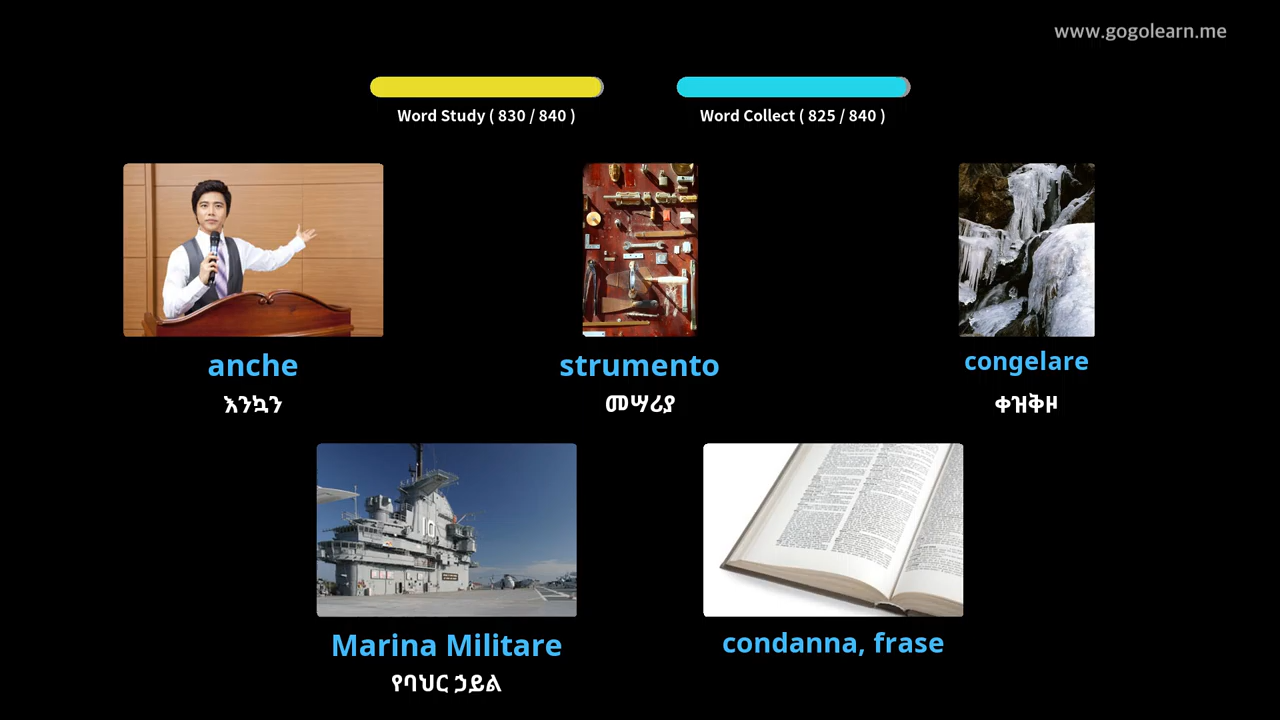 www.gogolearn.me
Word Study ( 830 / 840 )
Word Collect ( 825 / 840 )
anche
strumento
congelare
እንኳን
መሣሪያ
ቀዝቅዞ
10
Marina Militare
condanna, frase
የባህር ኃይል